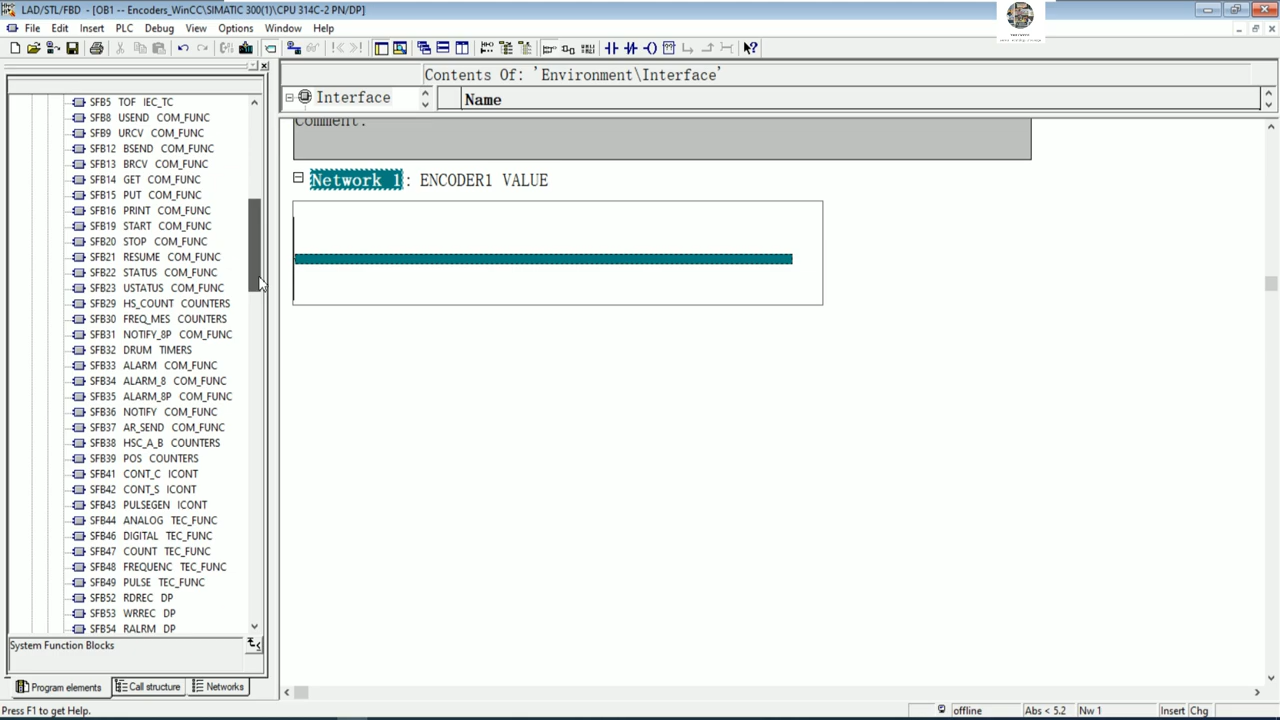 LAD/STL/FBD - [OB1 -- Encoders_WinCC\SIMATIC 300(1)\CPU 314C-2 PN/DP]
File Edit Insert PLC Debug View Options Window Help
Contents Of: 'Environment\Interface'
Interface
Name
Comment:
Network 1: ENCODER1 VALUE
SFB5 TOF IEC_TC
SFB8 USEND COM_FUNC
SFB9 URCV COM_FUNC
SFB12 BSEND COM_FUNC
SFB13 BRCV COM_FUNC
SFB14 GET COM_FUNC
SFB15 PUT COM_FUNC
SFB16 PRINT COM_FUNC
SFB19 START COM_FUNC
SFB20 STOP COM_FUNC
SFB21 RESUME COM_FUNC
SFB22 STATUS COM_FUNC
SFB23 USTATUS COM_FUNC
SFB29 HS_COUNT COUNTERS
SFB30 FREQ_MES COUNTERS
SFB31 NOTIFY_8P COM_FUNC
SFB32 DRUM TIMERS
SFB33 ALARM COM_FUNC
SFB34 ALARM_8 COM_FUNC
SFB35 ALARM_8P COM_FUNC
SFB36 NOTIFY COM_FUNC
SFB37 AR_SEND COM_FUNC
SFB38 HSC_A_B COUNTERS
SFB39 POS COUNTERS
SFB41 CONT_C ICONT
SFB42 CONT_S ICONT
SFB43 PULSEGEN ICONT
SFB44 ANALOG TEC_FUNC
SFB46 DIGITAL TEC_FUNC
SFB47 COUNT TEC_FUNC
SFB48 FREQUENC TEC_FUNC
SFB49 PULSE TEC_FUNC
SFB52 RDREC DP
SFB53 WRREC DP
SFB54 RALRM DP
System Function Blocks
Program elements Call structure Networks
Press F1 to get Help.
offline Abs < 5.2 Nw 1 Insert Chg